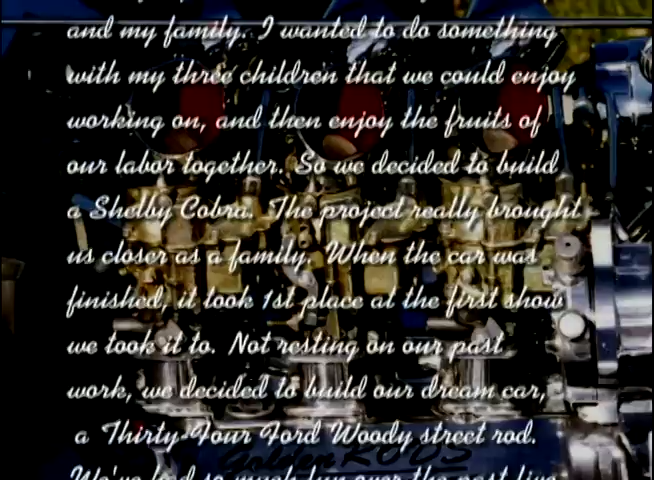 and my family. I wanted to do something
with my three children that we could enjoy
working on, and then enjoy the fruits of
our labor together. So we decided to build
a Shelby Cobra. The project really brought
us closer as a family. When the car was
finished, it took 1st place at the first show
we took it to. Not resting on our past
work, we decided to build our dream car,
a Thirty-Four Ford Woody street rod.
Golden RODS
We've had so much fun over the past five